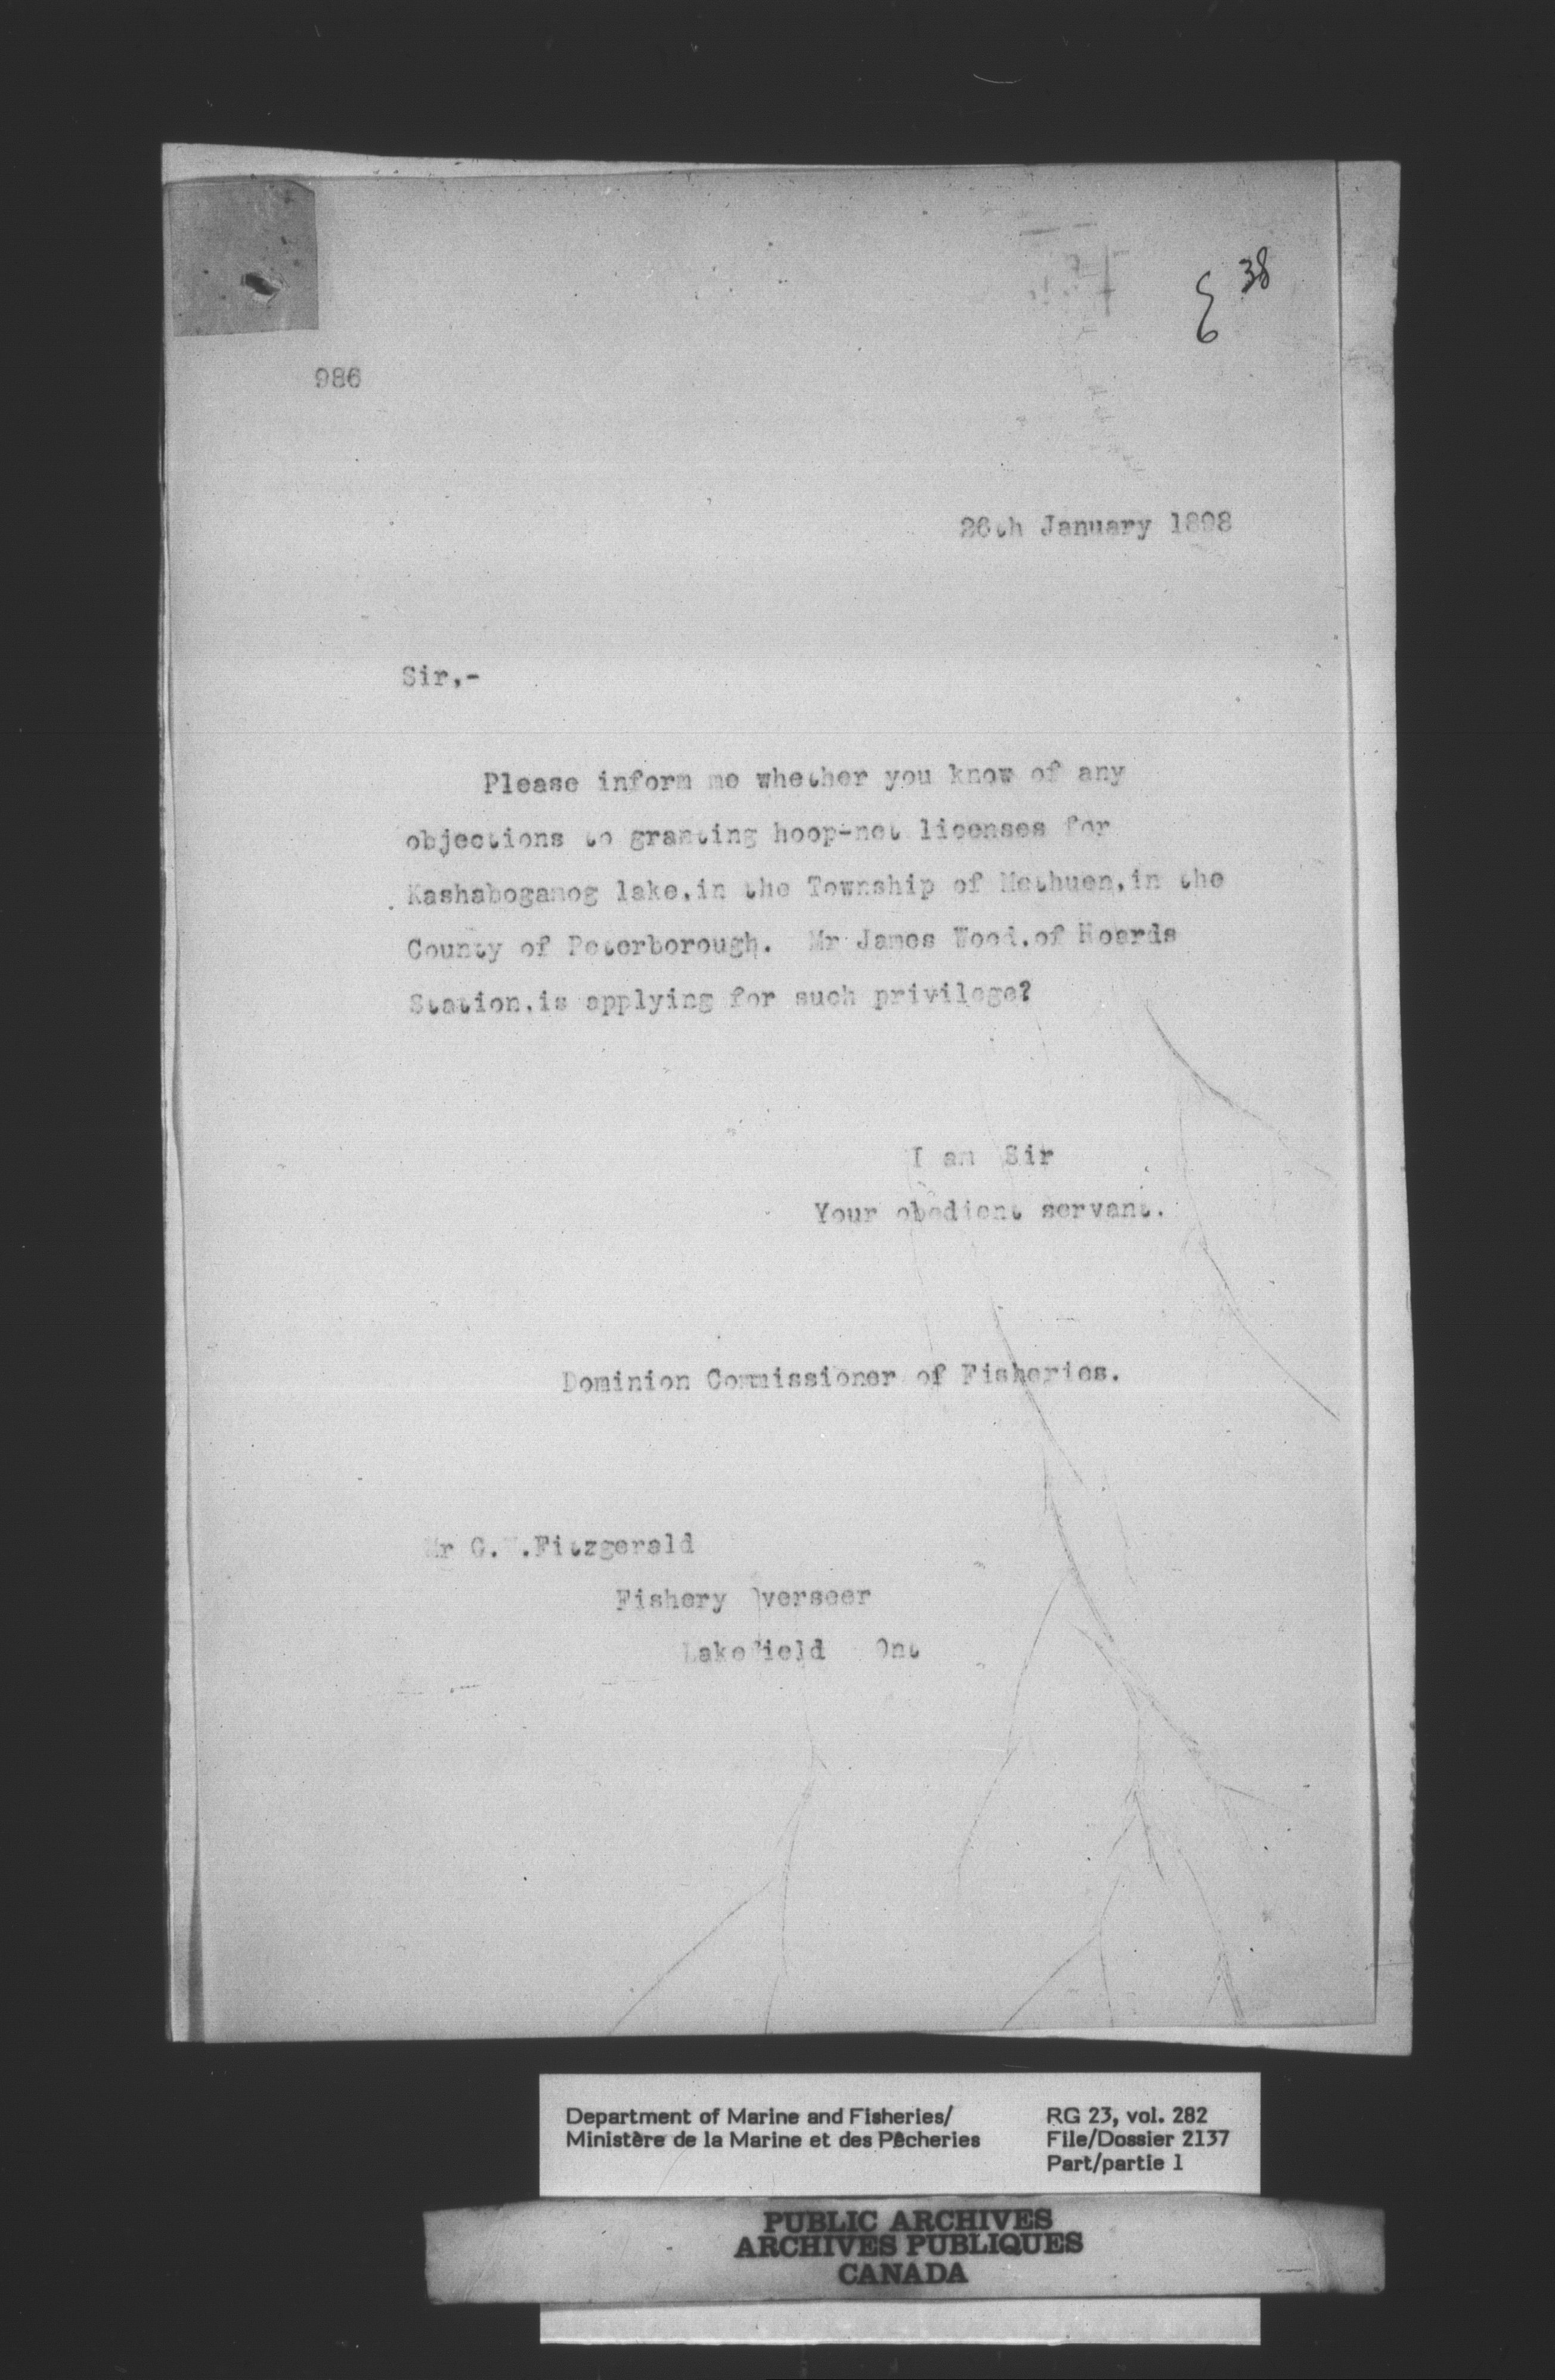 38
986
26th January 1898
Sir,-
Please inform me whether you know of any
objections to granting hoop-net licenses for
Kashabogamog lake,in the Township of Methuen,in the
County of Peterborough. Mr James Wood,of Hoards
Station,is applying for such privilege?
I am Sir
Your obedient servant.
Dominion Commissioner of Fisheries.
Mr G. .Fitzgerald
Fishery Overseer
Lakefield Ont
Department of Marine and Fisheries/
Ministère de la Marine et des Pêcheries
RG 23, vol. 282
File/Dossier 2137
Part/partie 1
PUBLIC ARCHIVES
ARCHIVES PUBLIQUES
CANADA